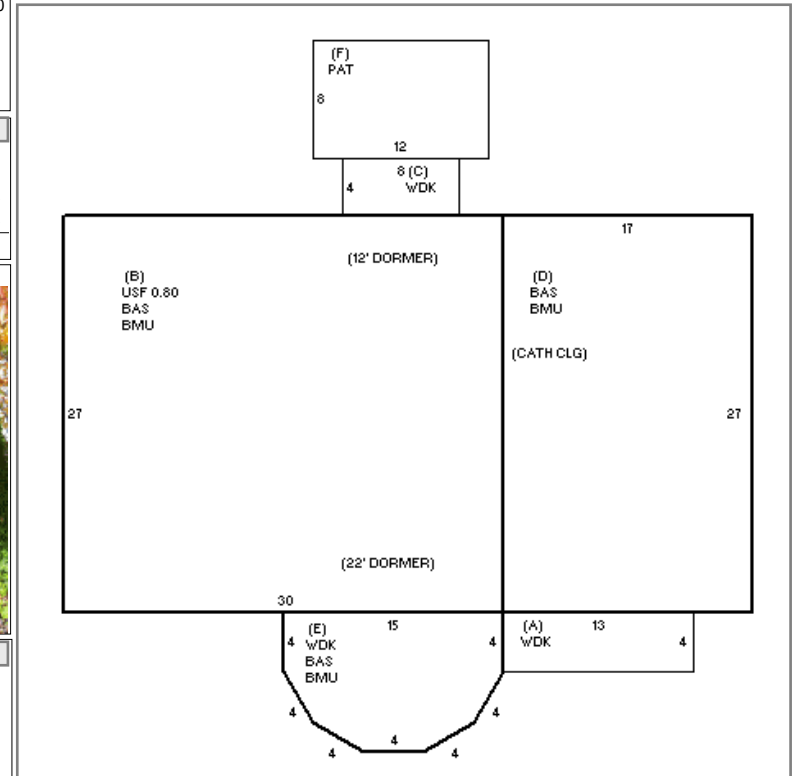 (F)
PAT
8
12
8 (C)
4 WDK
17
(12' DORMER)
(B)
USF 0.80
BAS
BMU
(D)
BAS
BMU
(CATH CLG)
27
27
(22' DORMER)
30
15
13
(E)
4 WDK
BAS
BMU
4
(A)
WDK
4
4
4
4
4
4